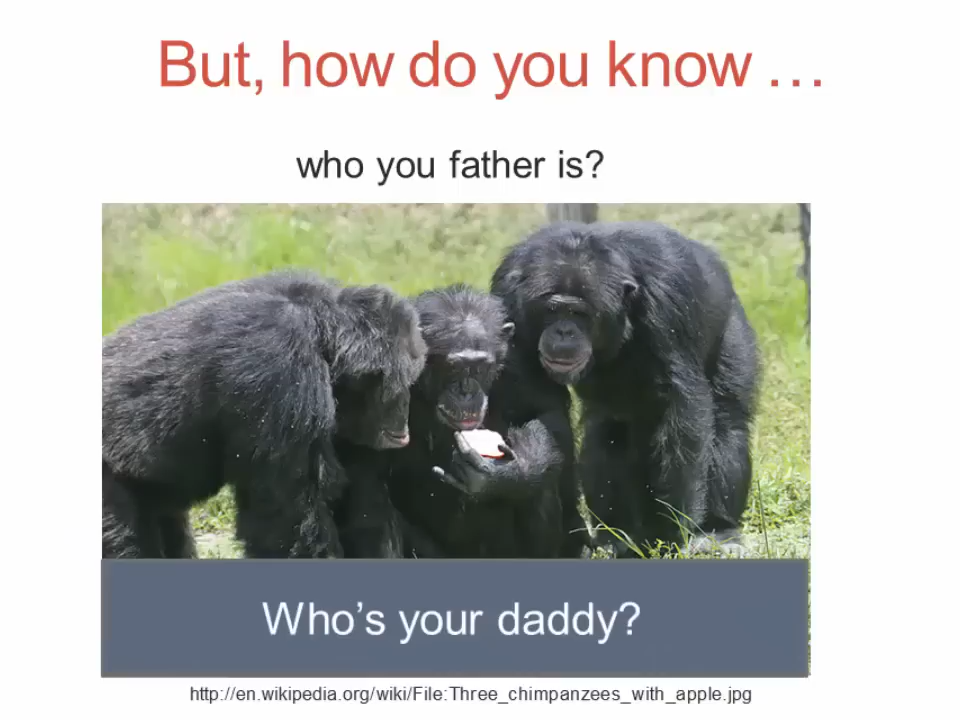 But, how do you know …
who you father is?
Who’s your daddy?
http://en.wikipedia.org/wiki/File:Three_chimpanzees_with_apple.jpg